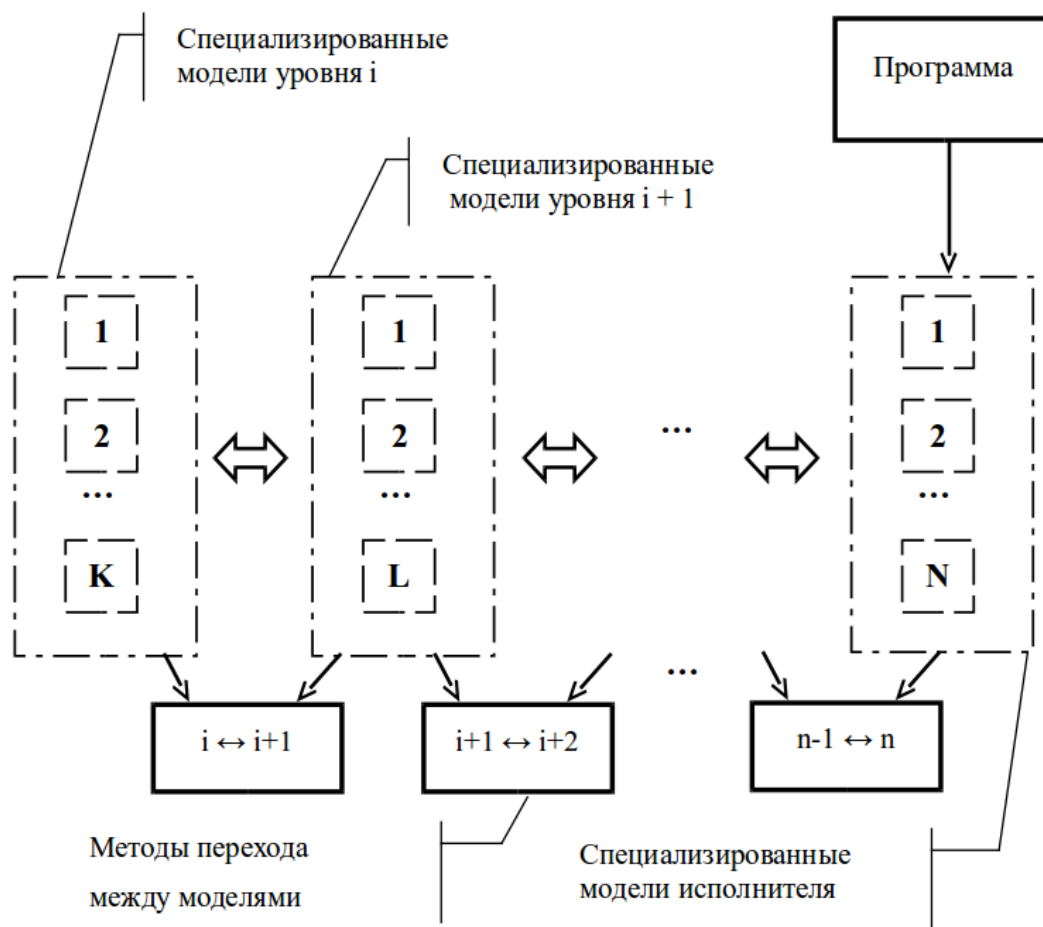 Специализированные
модели уровня i
Программа
Специализированные
модели уровня i + 1
1
1
1
2
2
...
2
...
...
...
K
L
N
...
i ↔ i+1
i+1 ↔ i+2
n-1 ↔ n
Методы перехода
между моделями
Специализированные
модели исполнителя